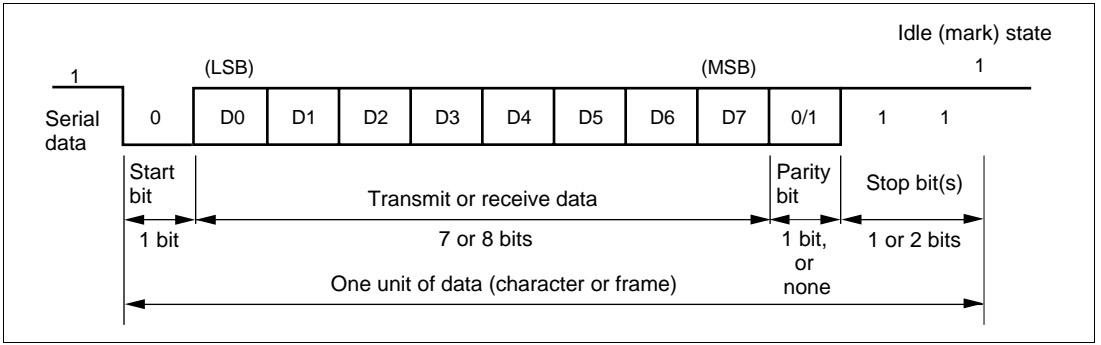 Idle (mark) state
1 (LSB) (MSB) 1
Serial data
0 D0 D1 D2 D3 D4 D5 D6 D7 0/1 1 1
Start bit
Transmit or receive data
Parity bit
Stop bit(s)
1 bit
7 or 8 bits
1 bit, or none
1 or 2 bits
One unit of data (character or frame)